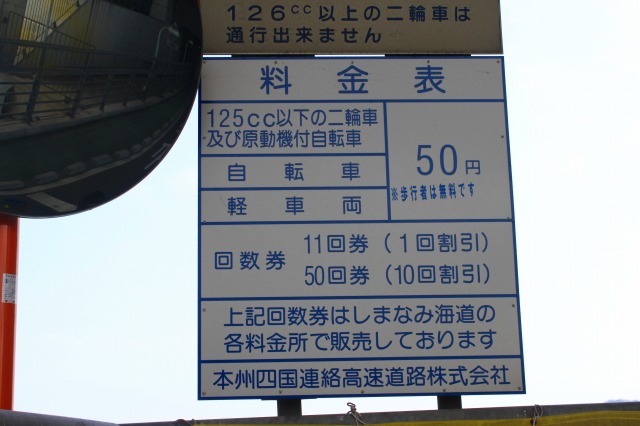 126cc以上の二輪車は
通行出来ません
料金表
125cc以下の二輪車
及び原動機付自転車
自転車
軽車両
50円
※歩行者は無料です
回数券
11回券(1回割引)
50回券(10回割引)
上記回数券はしまなみ海道の
各料金所で販売しております
本州四国連絡高速道路株式会社